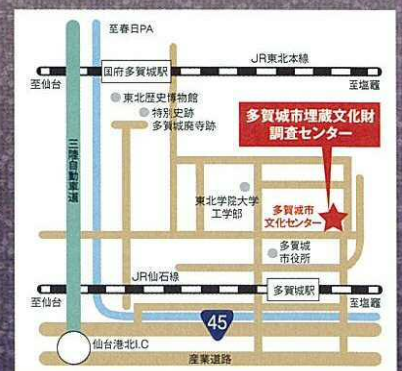 至春日PA
JR東北本線
国府多賀城駅
至仙台
至塩竈
東北歴史博物館
特別史跡
多賀城廃寺跡
多賀城市埋蔵文化財
調査センター
三陸自動車道
東北学院大学
工学部
多賀城市
文化センター
多賀城
市役所
JR仙石線
至仙台
多賀城駅
至塩竈
45
仙台港北I.C
産業道路